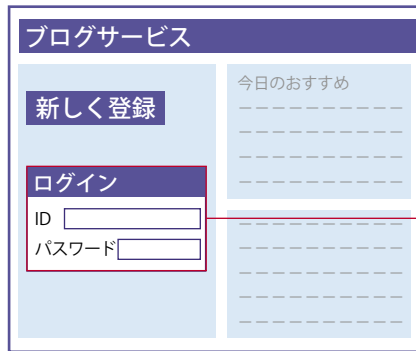 ブログサービス
新しく登録
ログイン
ID
パスワード
今日のおすすめ